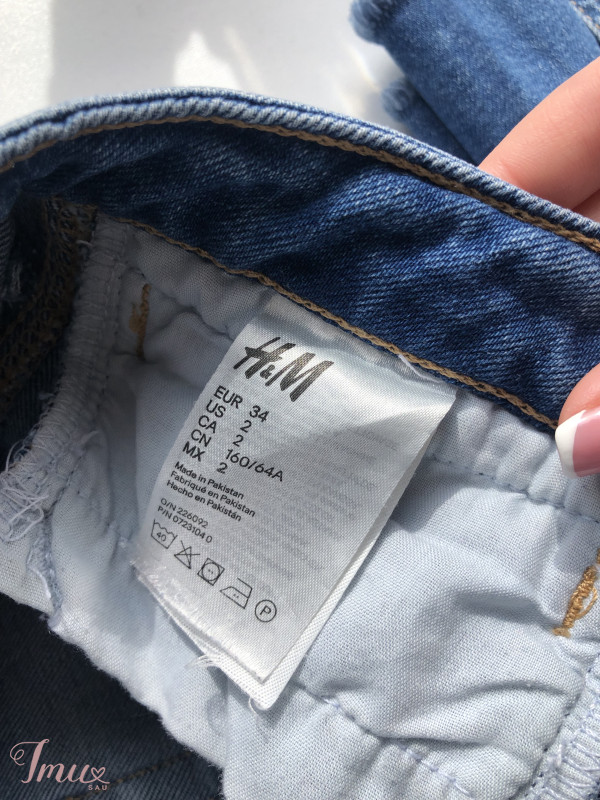 H&M
EUR 34
US 2
CA 2
CN 160/64A
MX 2
Made in Pakistan
Fabriqué en Pakistan
Hecho en Pakistán
O/N 226092
P/N 0723104 0
40
P
Imu
SAU